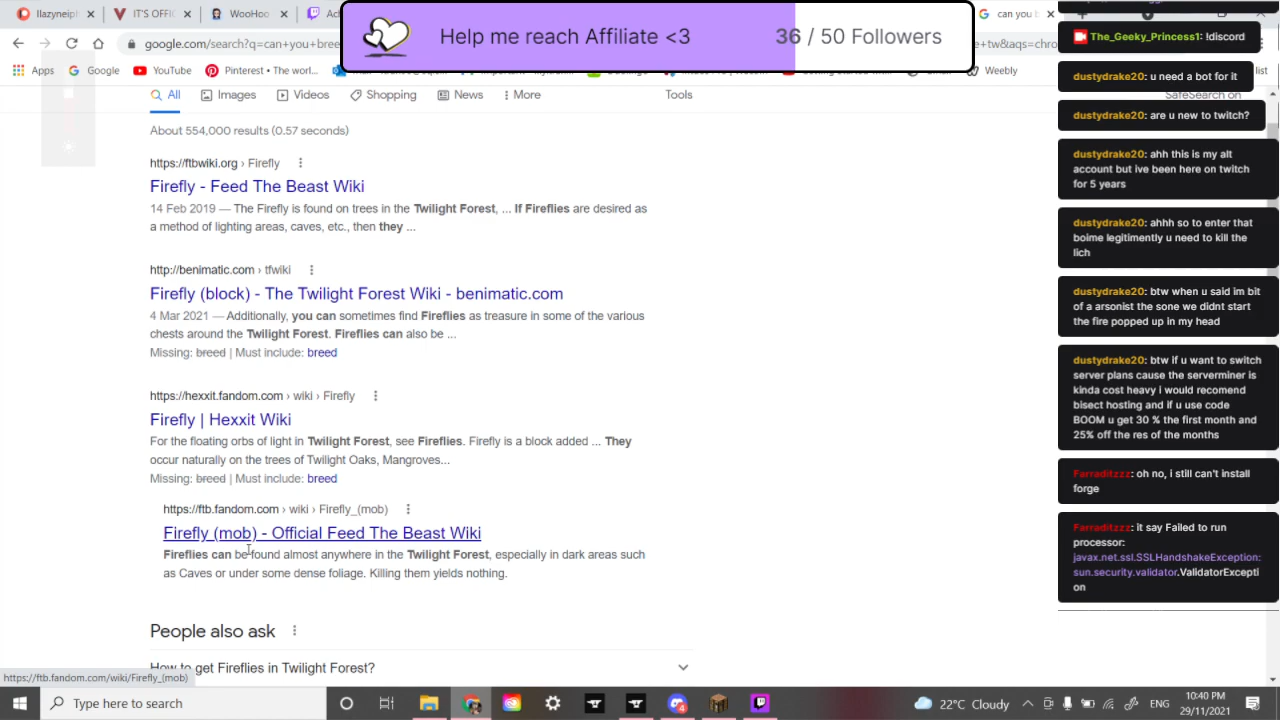 ilazyneip
IT'S OFFIC
WooHoo
Twitch
Help me reach Affiliate <3
36 / 50 Followers
can you b
google.com/search?q=can+you+bree
e+tw&aqs=chro
Apps
Google
YouTube
Pinterest • The worl...
Weebly
list
All
Images
Videos
Shopping
News
More
Tools
SafeSearch on
About 554,000 results (0.57 seconds)
https://ftbwiki.org › Firefly
Firefly - Feed The Beast Wiki
14 Feb 2019 — The Firefly is found on trees in the Twilight Forest, ... If Fireflies are desired as
a method of lighting areas, caves, etc., then they ...
http://benimatic.com › tfwiki
Firefly (block) - The Twilight Forest Wiki - benimatic.com
4 Mar 2021 — Additionally, you can sometimes find Fireflies as treasure in some of the various
chests around the Twilight Forest. Fireflies can also be ...
Missing: breed | Must include: breed
https://hexxit.fandom.com › wiki › Firefly
Firefly | Hexxit Wiki
For the floating orbs of light in Twilight Forest, see Fireflies. Firefly is a block added ... They
occur naturally on the trees of Twilight Oaks, Mangroves...
Missing: breed | Must include: breed
https://ftb.fandom.com › wiki › Firefly_(mob)
Firefly (mob) - Official Feed The Beast Wiki
Fireflies can be found almost anywhere in the Twilight Forest, especially in dark areas such
as Caves or under some dense foliage. Killing them yields nothing.
People also ask
How to get Fireflies in Twilight Forest?
https://ftb.fandom.com/wiki/Firefly_(mob)
The_Geeky_Princess1: !discord
dustydrake20: u need a bot for it
dustydrake20: are u new to twitch?
dustydrake20: ahh this is my alt
account but ive been here on twitch
for 5 years
dustydrake20: ahhh so to enter that
boime legitimently u need to kill the
lich
dustydrake20: btw when u said im bit
of a arsonist the sone we didnt start
the fire popped up in my head
dustydrake20: btw if u want to switch
server plans cause the serverminer is
kinda cost heavy i would recomend
bisect hosting and if u use code
BOOM u get 30 % the first month and
25% off the res of the months
Farraditzzz: oh no, i still can't install
forge
Farraditzzz: it say Failed to run
processor:
javax.net.ssl.SSLHandshakeException:
sun.security.validator.ValidatorExcepti
on
Type here to search
22°C Cloudy
ENG
10:40 PM
29/11/2021